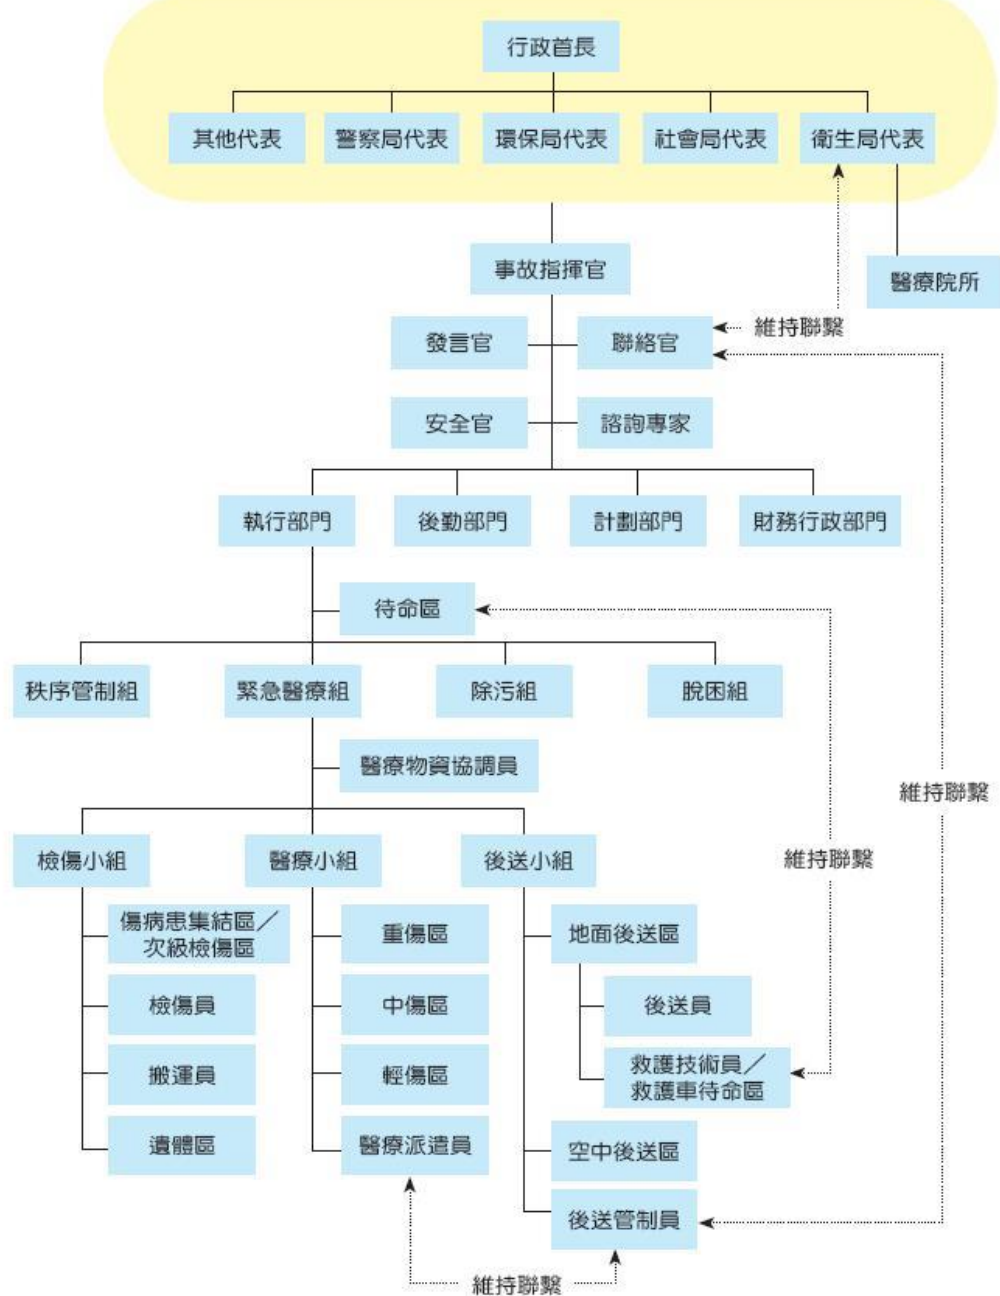 行政首長
其他代表
警察局代表
環保局代表
社會局代表
衛生局代表
事故指揮官
醫療院所
發言官
聯絡官
維持聯繫
安全官
諮詢專家
執行部門
後勤部門
計劃部門
財務行政部門
待命區
秩序管制組
緊急醫療組
除污組
脫困組
醫療物資協調員
維持聯繫
檢傷小組
醫療小組
後送小組
維持聯繫
傷病患集結區／
次級檢傷區
重傷區
地面後送區
檢傷員
中傷區
後送員
搬運員
輕傷區
救護技術員／
救護車待命區
遺體區
醫療派遣員
空中後送區
後送管制員
維持聯繫